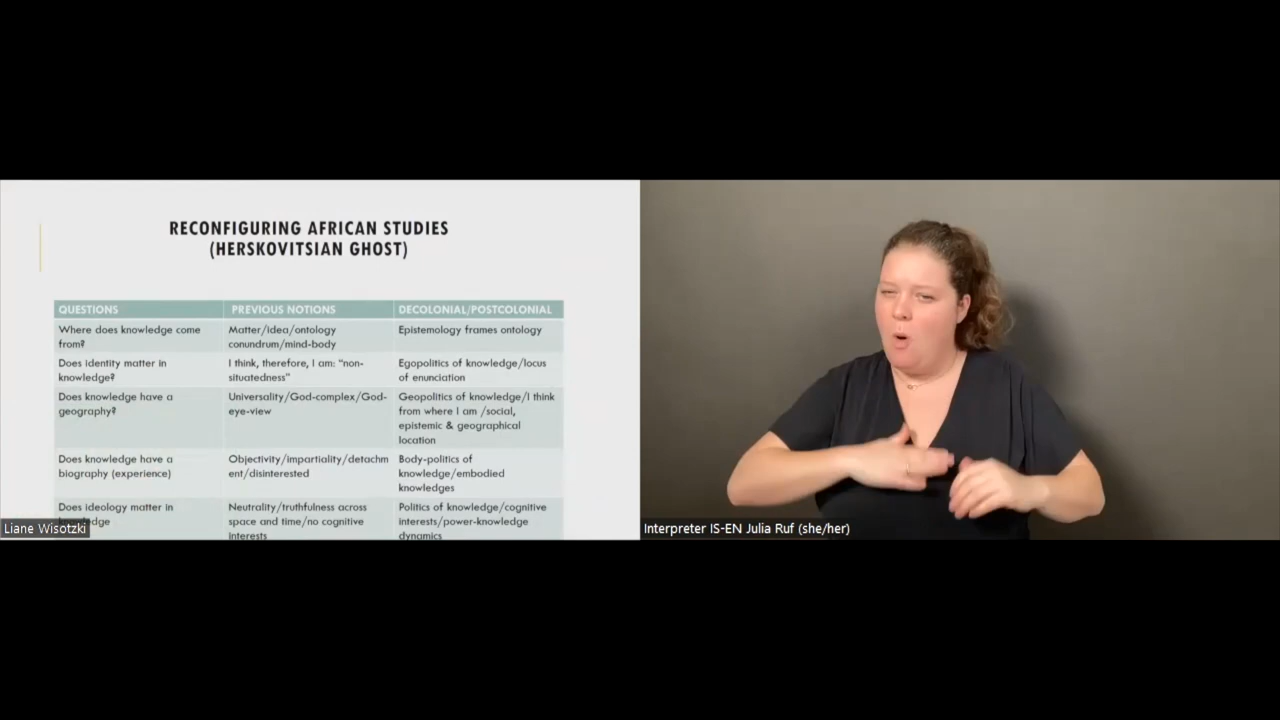 RECONFIGURING AFRICAN STUDIES
(HERSKOVITSIAN GHOST)
QUESTIONS
PREVIOUS NOTIONS
DECOLONIAL/POSTCOLONIAL
Where does knowledge come
from?
Matter/idea/ontology
conundrum/mind-body
Epistemology frames ontology
Does identity matter in
knowledge?
I think, therefore, I am: “non-
situatedness”
Egopolitics of knowledge/locus
of enunciation
Does knowledge have a
geography?
Universality/God-complex/God-
eye-view
Geopolitics of knowledge/I think
from where I am /social,
epistemic & geographical
location
Does knowledge have a
biography (experience)
Objectivity/impartiality/detachm
ent/disinterested
Body-politics of
knowledge/embodied
knowledges
Does ideology matter in
Neutrality/truthfulness across
space and time/no cognitive
interests
Politics of knowledge/cognitive
interests/power-knowledge
dynamics
Liane Wisotzki
Interpreter IS-EN Julia Ruf (she/her)